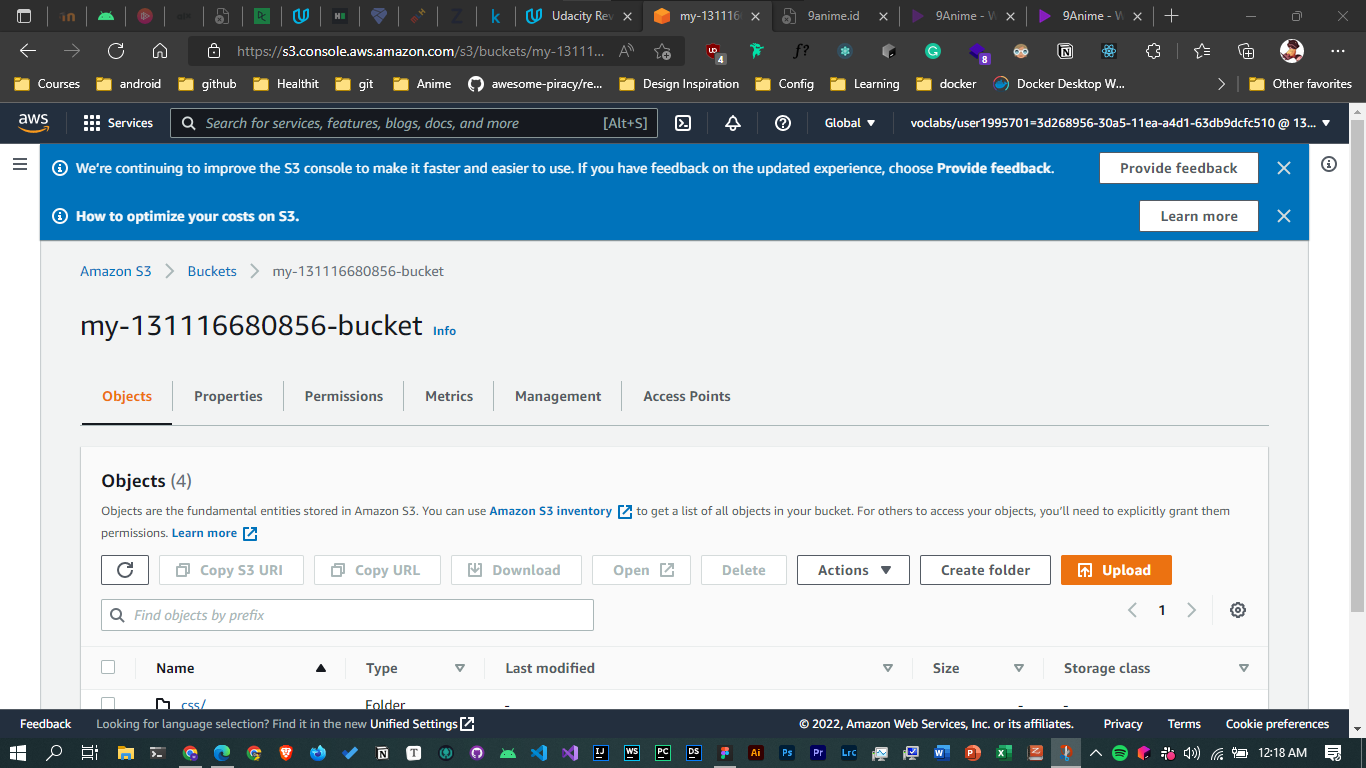 Udacity Rev
my-131116
9anime.id
9Anime - W
9Anime - W
https://s3.console.aws.amazon.com/s3/buckets/my-13111...
4
f?
8
Courses
android
github
Healthit
git
Anime
awesome-piracy/re...
Design Inspiration
Config
Learning
docker
Docker Desktop W...
Other favorites
aws
Services
Search for services, features, blogs, docs, and more
[Alt+S]
Global
voclabs/user1995701=3d268956-30a5-11ea-a4d1-63db9dcfc510 @ 13...
We're continuing to improve the S3 console to make it faster and easier to use. If you have feedback on the updated experience, choose Provide feedback.
Provide feedback
How to optimize your costs on S3.
Learn more
Amazon S3
Buckets
my-131116680856-bucket
my-131116680856-bucket
Info
Objects
Properties
Permissions
Metrics
Management
Access Points
Objects (4)
Objects are the fundamental entities stored in Amazon S3. You can use Amazon S3 inventory to get a list of all objects in your bucket. For others to access your objects, you'll need to explicitly grant them
permissions. Learn more
Copy S3 URI
Copy URL
Download
Open
Delete
Actions
Create folder
Upload
Find objects by prefix
1
Name
Type
Last modified
Size
Storage class
css/
Folder
-
-
-
Feedback
Looking for language selection? Find it in the new Unified Settings
© 2022, Amazon Web Services, Inc. or its affiliates.
Privacy
Terms
Cookie preferences
12:18 AM